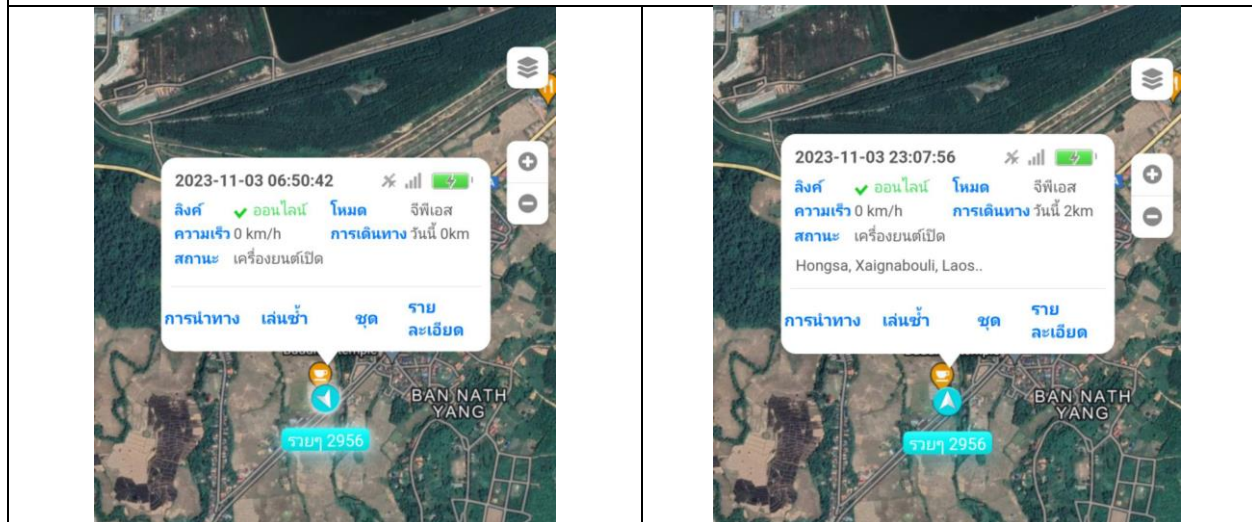 2023-11-03 06:50:42
ลิงค์ ออนไลน์ โหมด จีพีเอส
ความเร็ว 0 km/h การเดินทาง วันนี้ 0km
สถานะ เครื่องยนต์เปิด
การนำทาง เล่นซ้ำ ชุด ราย
ละเอียด
BAN NATH
YANG
รวยๆ 2956
2023-11-03 23:07:56
ลิงค์ ออนไลน์ โหมด จีพีเอส
ความเร็ว 0 km/h การเดินทาง วันนี้ 2km
สถานะ เครื่องยนต์เปิด
Hongsa, Xaignabouli, Laos..
การนำทาง เล่นซ้ำ ชุด ราย
ละเอียด
BAN NATH
YANG
รวยๆ 2956